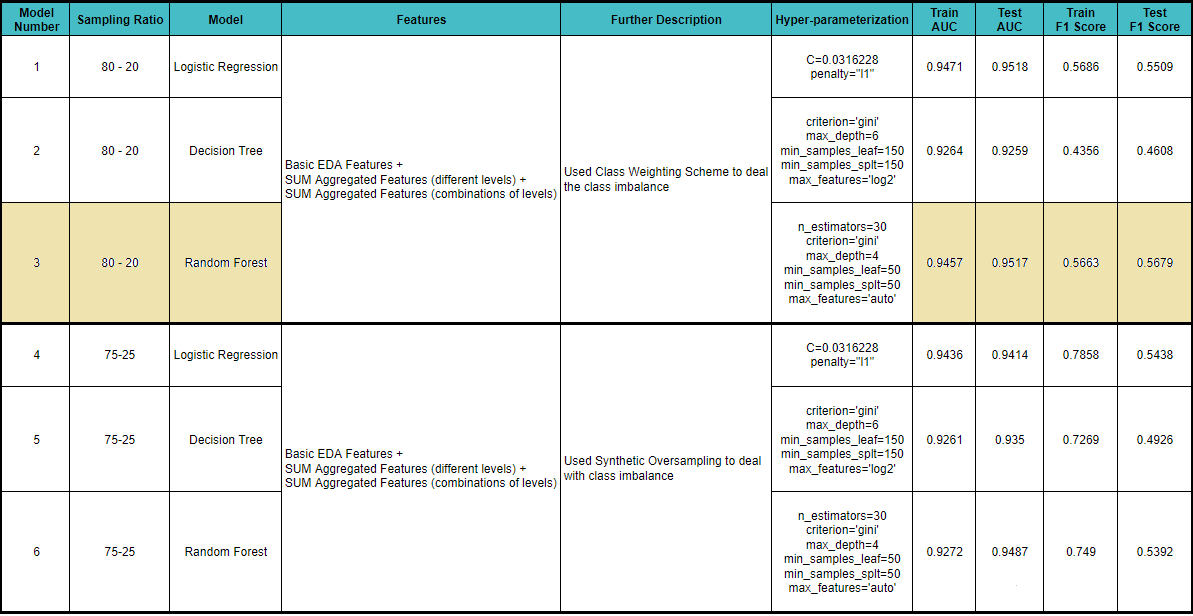 Model Number Sampling Ratio Model Features Further Description Hyper-parameterization Train AUC Test AUC Train F1 Score Test F1 Score
1 80 - 20 Logistic Regression
C=0.0316228
penalty="l1"
0.9471 0.9518 0.5686 0.5509
2 80 - 20 Decision Tree
criterion='gini'
max_depth=6
min_samples_leaf=150
min_samples_splt=150
max_features='log2'
0.9264 0.9259 0.4356 0.4608
Basic EDA Features +
SUM Aggregated Features (different levels) +
SUM Aggregated Features (combinations of levels)
Used Class Weighting Scheme to deal
the class imbalance
3 80 - 20 Random Forest
n_estimators=30
criterion='gini'
max_depth=4
min_samples_leaf=50
min_samples_splt=50
max_features='auto'
0.9457 0.9517 0.5663 0.5679
4 75-25 Logistic Regression
C=0.0316228
penalty="l1"
0.9436 0.9414 0.7858 0.5438
5 75-25 Decision Tree
criterion='gini'
max_depth=6
min_samples_leaf=150
min_samples_splt=150
max_features='log2'
0.9261 0.935 0.7269 0.4926
Basic EDA Features +
SUM Aggregated Features (different levels) +
SUM Aggregated Features (combinations of levels)
Used Synthetic Oversampling to deal
with class imbalance
6 75-25 Random Forest
n_estimators=30
criterion='gini'
max_depth=4
min_samples_leaf=50
min_samples_splt=50
max_features='auto'
0.9272 0.9487 0.749 0.5392